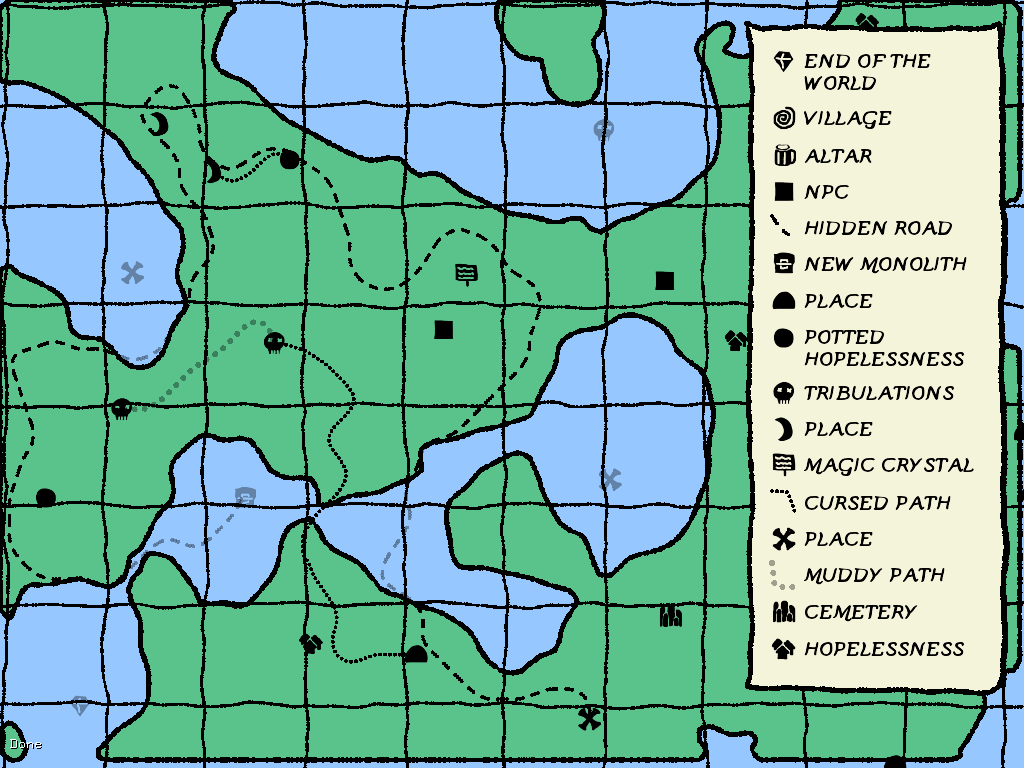 END OF THE
WORLD
VILLAGE
ALTAR
NPC
HIDDEN ROAD
NEW MONOLITH
PLACE
POTTED
HOPELESSNESS
TRIBULATIONS
PLACE
MAGIC CRYSTAL
CURSED PATH
PLACE
MUDDY PATH
CEMETERY
HOPELESSNESS
Done